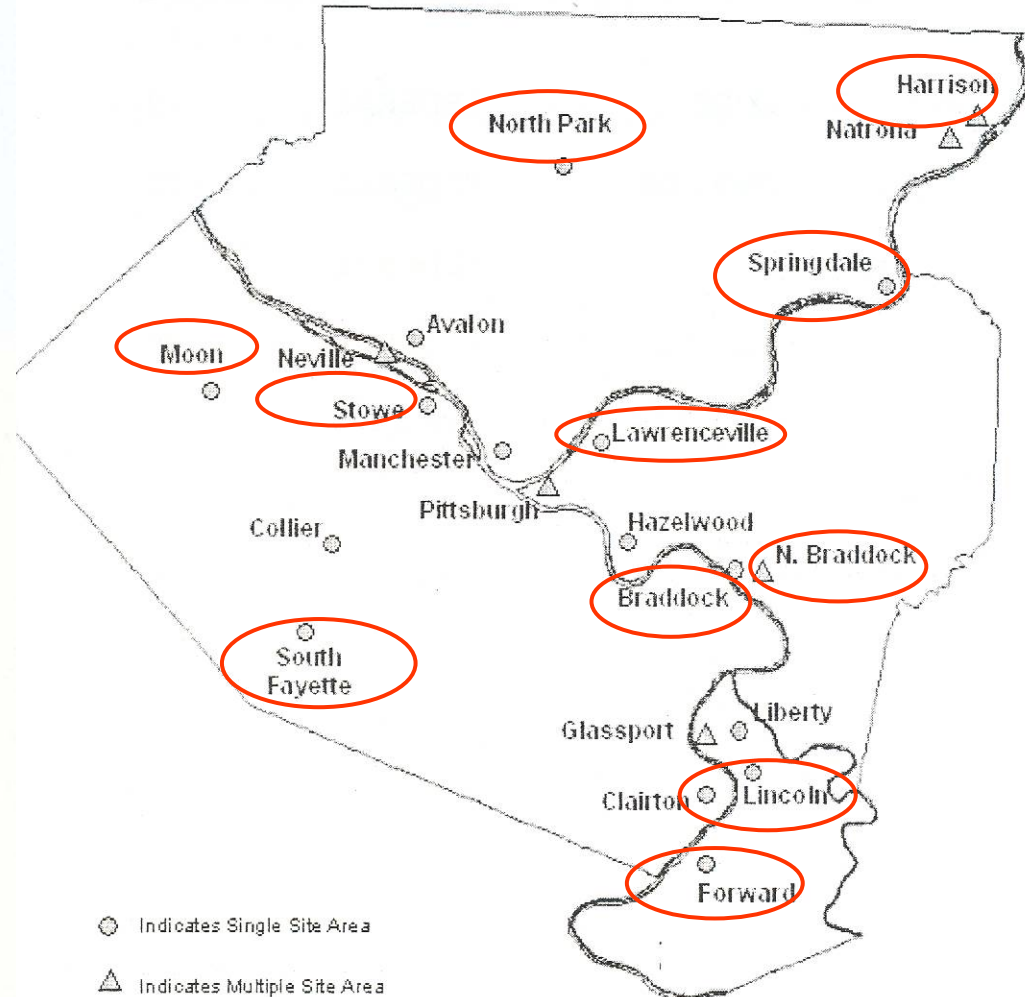 Harrison
North Park
Natrona
Springdale
Avalon
Moon
Neville
Stowe
Lawrenceville
Manchester
Pittsburgh
Hazelwood
Collier
N. Braddock
Braddock
South
Fayette
Liberty
Glassport
Clairton
Lincoln
Forward
Indicates Single Site Area
Indicates Multiple Site Area